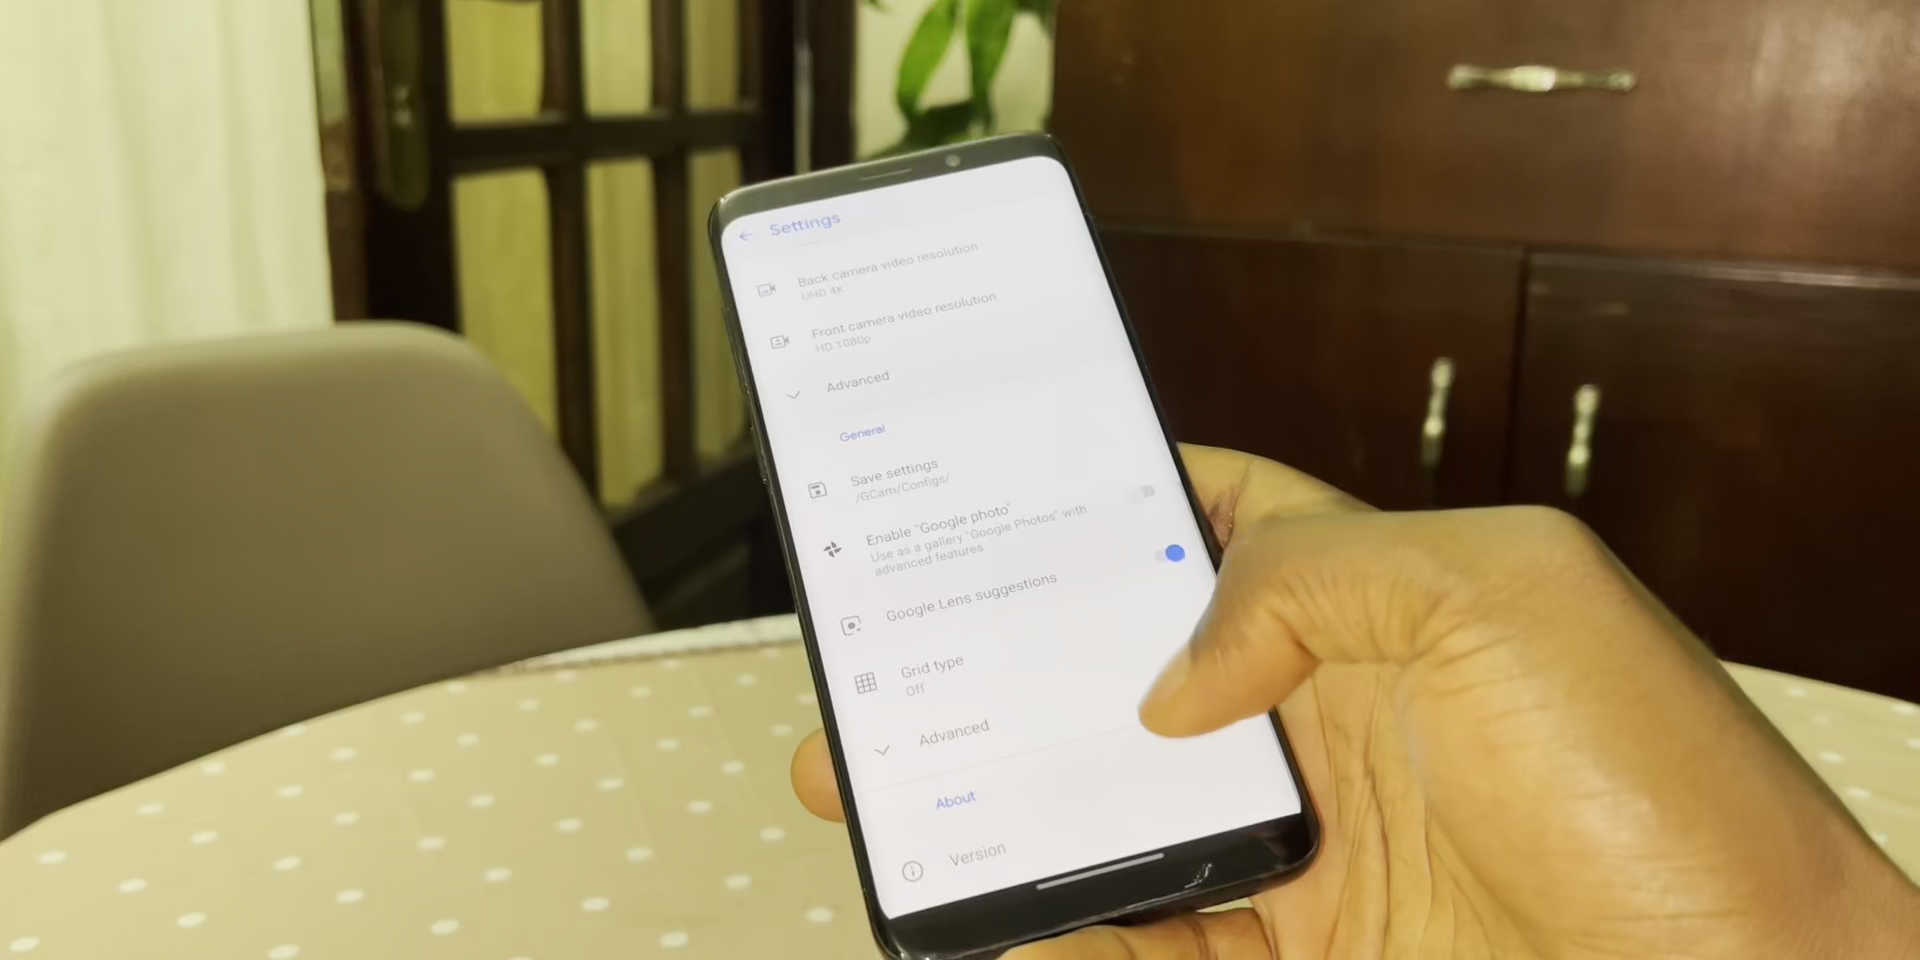 Settings
Back camera video resolution
UHD 4K
Front camera video resolution
HD 1080p
Advanced
General
Save settings
/GCam/Configs/
Enable "Google photo"
Use as a gallery "Google Photos" with
advanced features
Google Lens suggestions
Grid type
Off
Advanced
About
Version